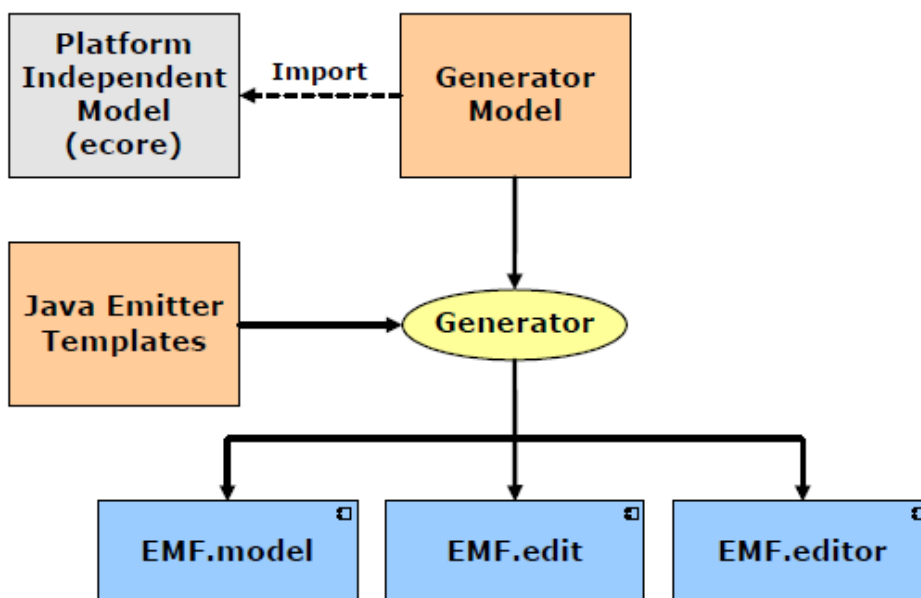 Platform
Independent
Model
(ecore)
Import
Generator
Model
Java Emitter
Templates
Generator
EMF.model
EMF.edit
EMF.editor